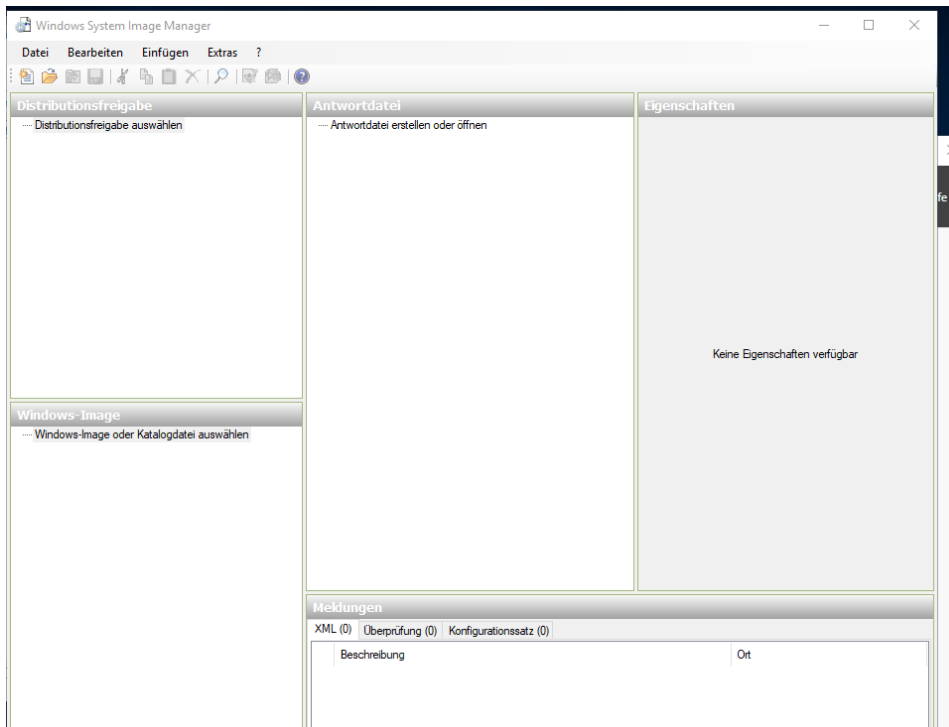 Windows System Image Manager
Datei Bearbeiten Einfügen Extras ?
Distributionsfreigabe
Distributionsfreigabe auswählen
Antwortdatei
Antwortdatei erstellen oder öffnen
Eigenschaften
Keine Eigenschaften verfügbar
fe
Windows-Image
Windows-Image oder Katalogdatei auswählen
Meldungen
XML (0) Überprüfung (0) Konfigurationssatz (0)
Beschreibung Ort